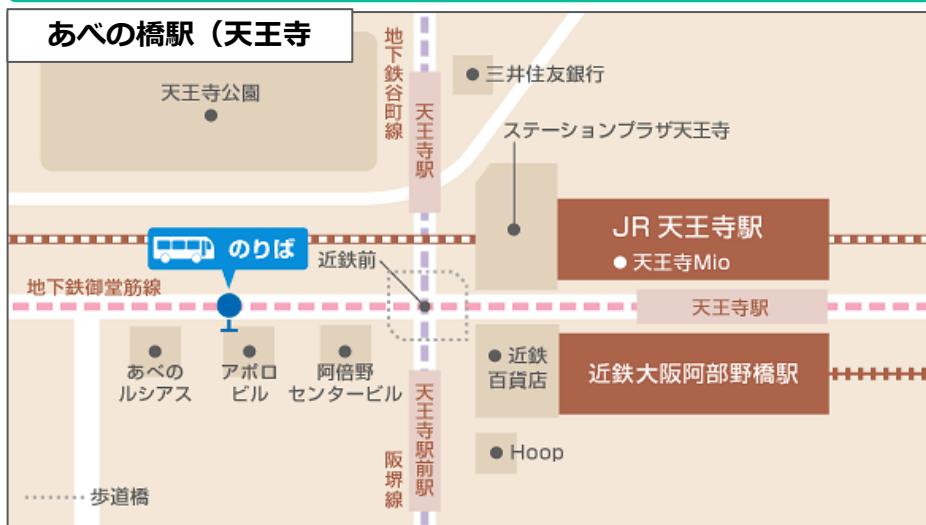 あべの橋駅（天王寺
地下鉄谷町線
三井住友銀行
天王寺公園
天王寺駅
ステーションプラザ天王寺
JR 天王寺駅
天王寺Mio
のりば
近鉄前
地下鉄御堂筋線
天王寺駅
あべの
ルシアス
アポロ
ビル
阿倍野
センタービル
近鉄
百貨店
近鉄大阪阿部野橋駅
天王寺駅前駅
阪堺線
Hoop
歩道橋